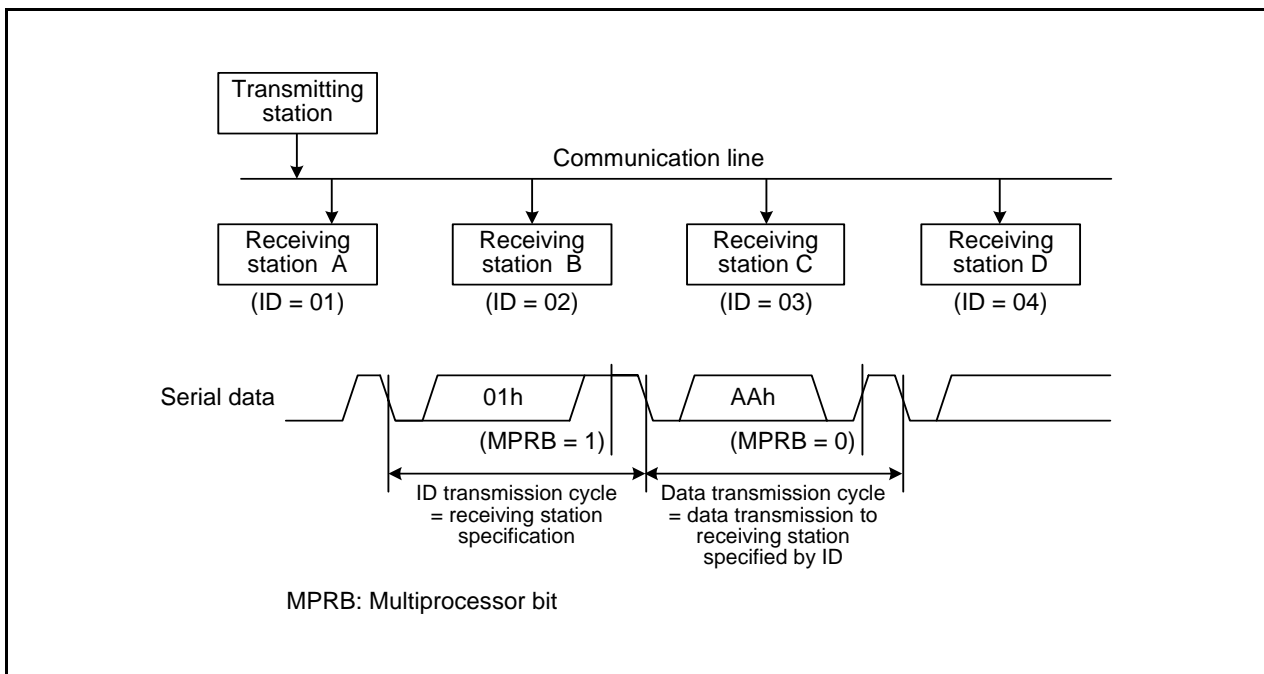 Transmitting
station
Communication line
Receiving
station A
Receiving
station B
Receiving
station C
Receiving
station D
(ID = 01)
(ID = 02)
(ID = 03)
(ID = 04)
Serial data
01h
AAh
(MPRB = 1)
(MPRB = 0)
ID transmission cycle
= receiving station
specification
Data transmission cycle
= data transmission to
receiving station
specified by ID
MPRB: Multiprocessor bit